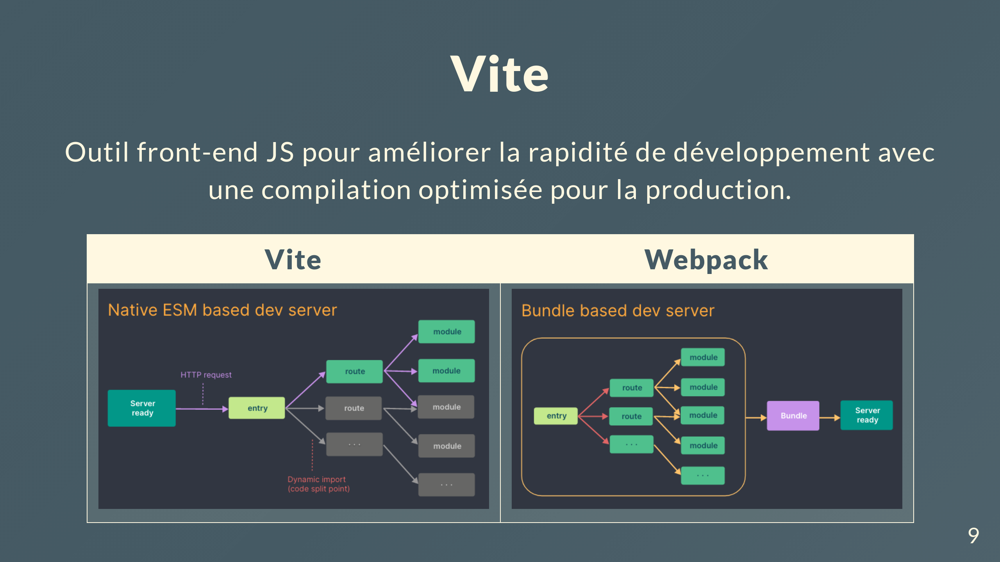 Vite
Outil front-end JS pour améliorer la rapidité de développement avec
une compilation optimisée pour la production.
Vite
Webpack
Native ESM based dev server
module
route
module
HTTP request
Server
ready
entry
route
module
· · ·
module
Dynamic import
(code split point)
· · ·
Bundle based dev server
module
route
module
entry
route
module
· · ·
module
· · ·
Bundle
Server
ready
9